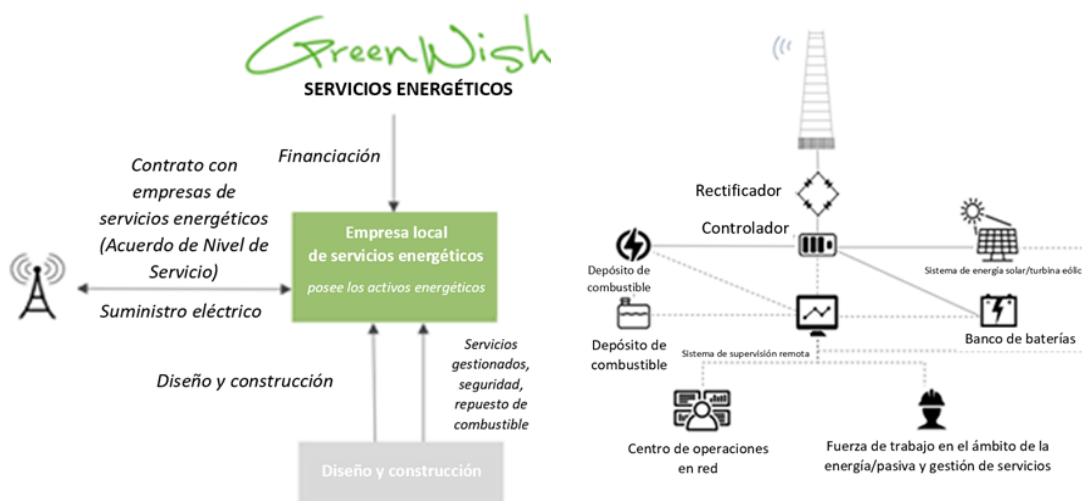 GreenWish
SERVICIOS ENERGÉTICOS
Financiación
Contrato con
empresas de
servicios energéticos
(Acuerdo de Nivel de
Servicio)
Suministro eléctrico
Empresa local
de servicios energéticos
posee los activos energéticos
Diseño y construcción
Servicios
gestionados,
seguridad,
repuesto de
combustible
Diseño y construcción
Rectificador
Controlador
Depósito de
combustible
Sistema de energía solar/turbina eólic
Depósito de
combustible
Banco de baterías
Sistema de supervisión remota
Centro de operaciones
en red
Fuerza de trabajo en el ámbito de la
energía/pasiva y gestión de servicios